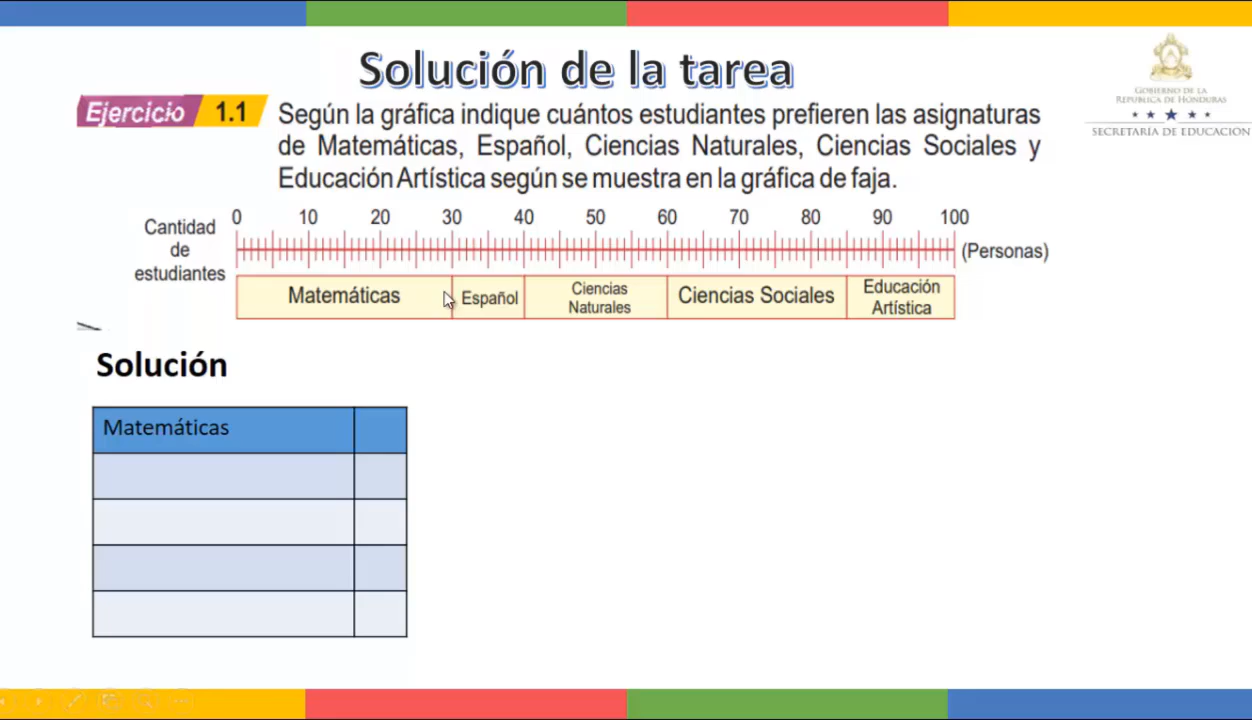 Solución de la tarea
GOBIERNO DE LA
REPÚBLICA DE HONDURAS
SECRETARÍA DE EDUCACIÓN
Ejercicio 1.1
Según la gráfica indique cuántos estudiantes prefieren las asignaturas
de Matemáticas, Español, Ciencias Naturales, Ciencias Sociales y
Educación Artística según se muestra en la gráfica de faja.
Cantidad
de
estudiantes
0 10 20 30 40 50 60 70 80 90 100
(Personas)
Matemáticas
Español
Ciencias
Naturales
Ciencias Sociales
Educación
Artística
Solución
Matemáticas